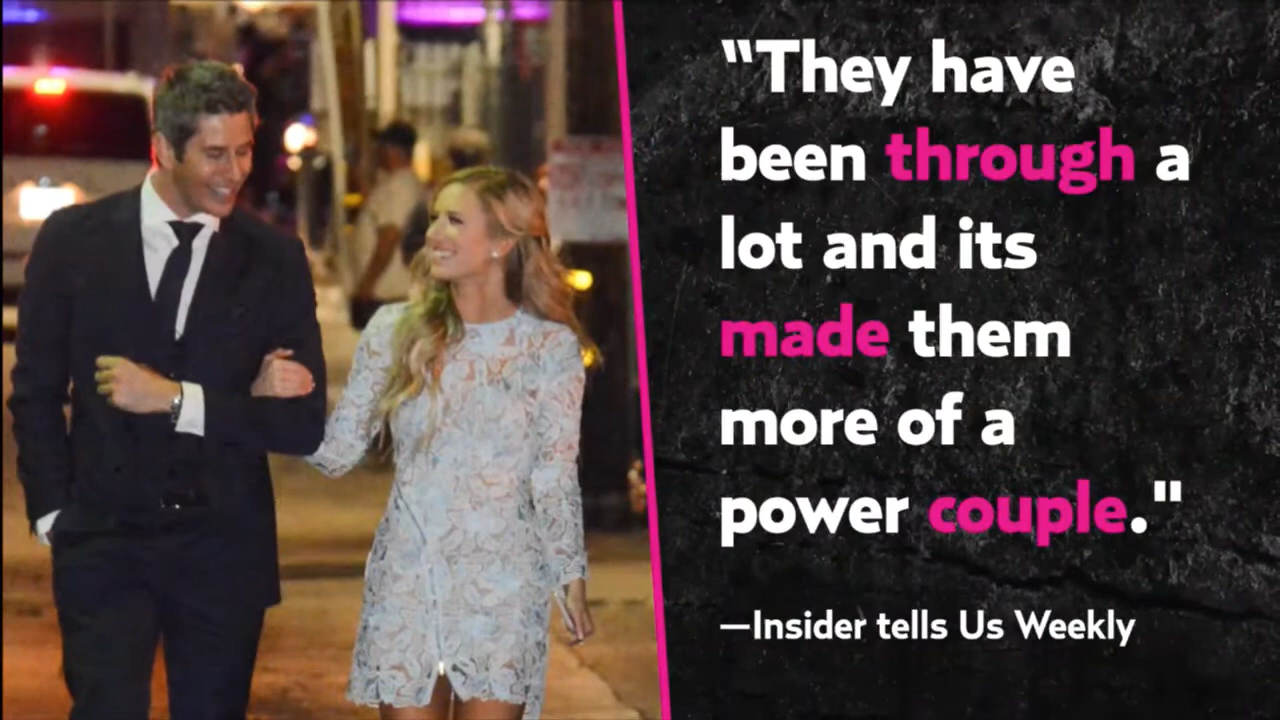 “They have
been through a
lot and its
made them
more of a
power couple."
—Insider tells Us Weekly